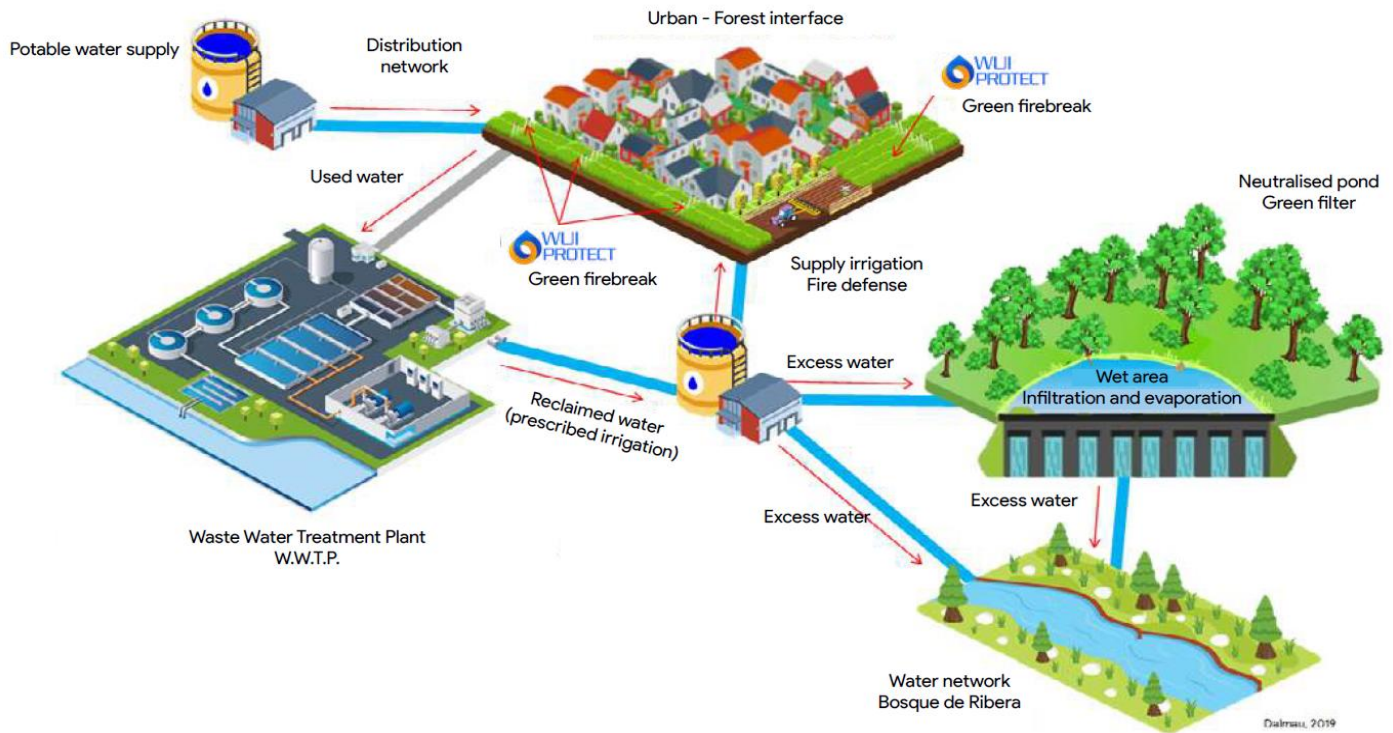 Urban - Forest interface
Potable water supply
Distribution
network
WUI
PROTECT
Green firebreak
Used water
Neutralised pond
Green filter
WUI
PROTECT
Green firebreak
Supply irrigation
Fire defense
Excess water
Wet area
Infiltration and evaporation
Reclaimed water
(prescribed irrigation)
Excess water
Excess water
Waste Water Treatment Plant
W.W.T.P.
Water network
Bosque de Ribera
Dalmau, 2019